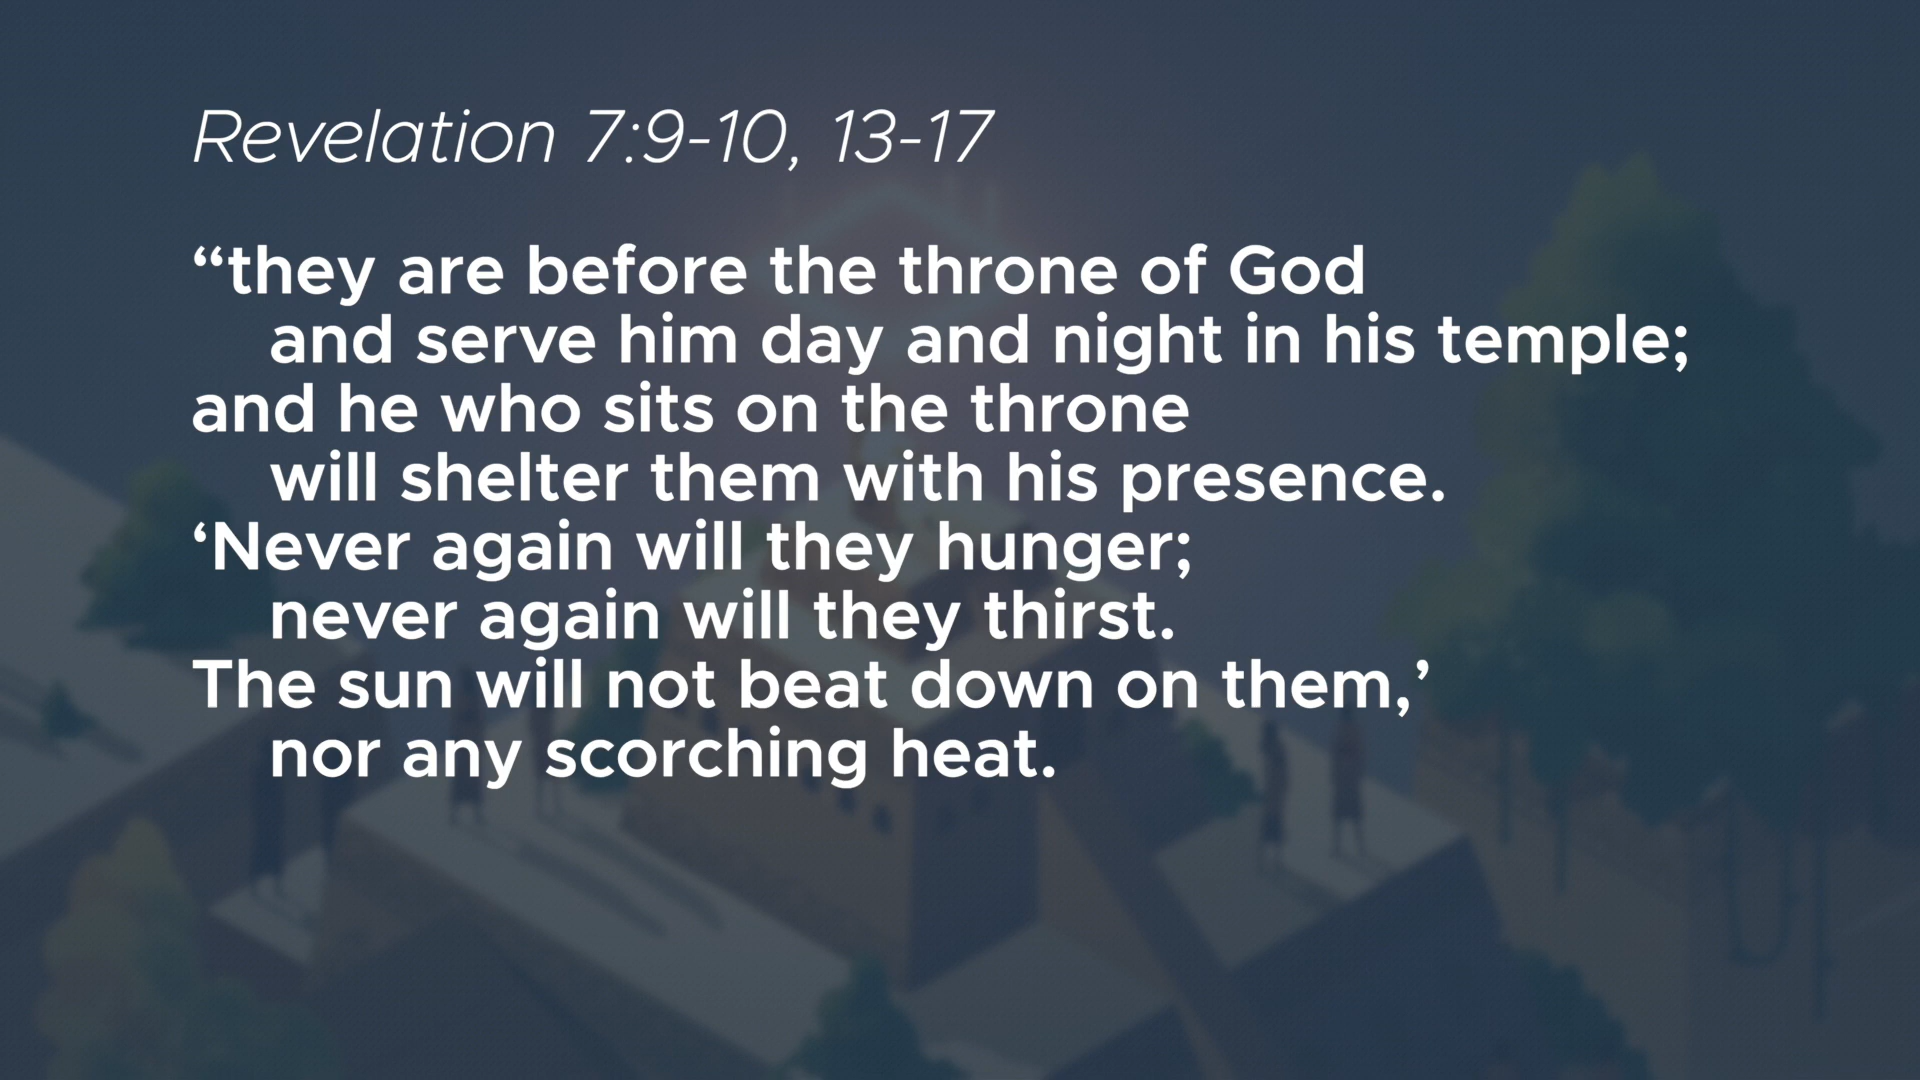 Revelation 7:9-10, 13-17
“they are before the throne of God
and serve him day and night in his temple;
and he who sits on the throne
will shelter them with his presence.
‘Never again will they hunger;
never again will they thirst.
The sun will not beat down on them,’
nor any scorching heat.